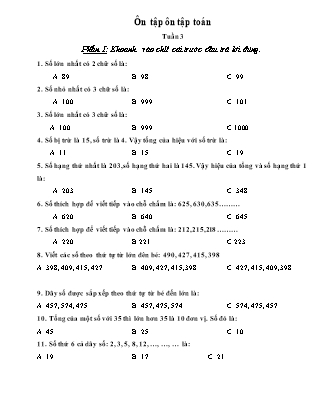 Ôn tập ôn tập toán
Tuần 3
Phần I: Khoanh vào chữ cái trước câu trả lời đúng.
1. Số lớn nhất có 2 chữ số là:
A. 89 B. 98 C. 99
2. Số nhỏ nhất có 3 chữ số là:
A. 100 B. 999 C. 101
3. Số lớn nhất có 3 chữ số là:
A. 100 B. 999 C 1000
4. Số bị trừ là 15, số trừ là 4. Vậy tổng của hiệu với số trừ là:
A. 11 B. 15 C. 19
5. Số hạng thứ nhất là 203,số hạng thứ hai là 145. Vậy hiệu của tổng và số hạng thứ 1
là:
A. 203 B. 145 C. 348
6. Số thích hợp để viết tiếp vào chỗ chấm là: 625,630,635………
A. 620 B. 640 C. 645
7. Số thích hợp để viết tiếp vào chỗ chấm là: 212,215,218………
A. 220 B. 221 C. 223
8. Viết các số theo thứ tự từ lớn đến bé: 490,427,415,398
A. 398,409,415,427 B. 409,427,415,398 C. 427,415,409,398
9. Dãy số được sắp xếp theo thứ tự từ bé đến lớn là:
A. 457,574,475 B. 457,475,574 C. 574,475,457
10. Tổng của một số với 35 thì lớn hơn 35 là 10 đơn vị. Số đó là:
A. 45 B. 25 C. 10
11. Số thứ 6 cả dãy số: 2,3,5,8,12,…, …, … là:
A. 19 B. 17 C. 21